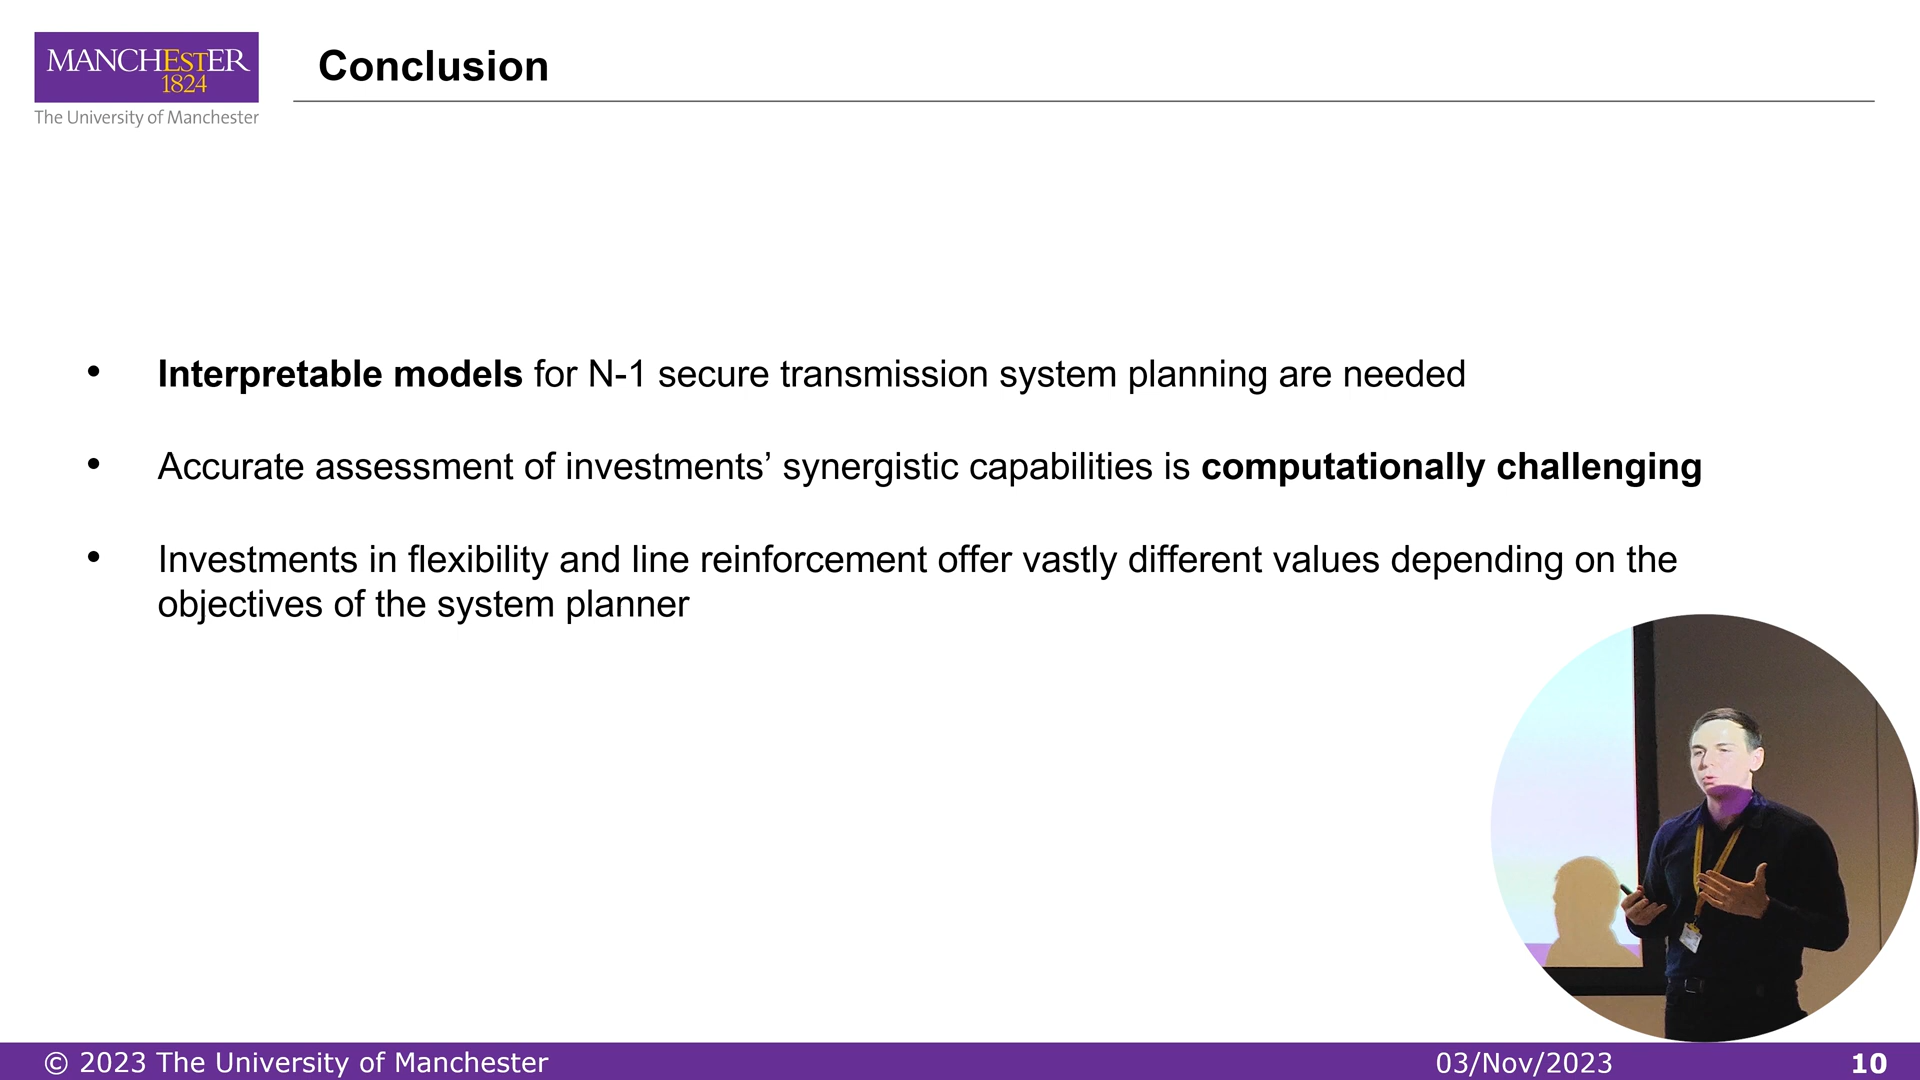 MANCHESTER
1824
The University of Manchester
Conclusion
• Interpretable models for N-1 secure transmission system planning are needed
• Accurate assessment of investments’ synergistic capabilities is computationally challenging
• Investments in flexibility and line reinforcement offer vastly different values depending on the
objectives of the system planner
© 2023 The University of Manchester
03/Nov/2023
10